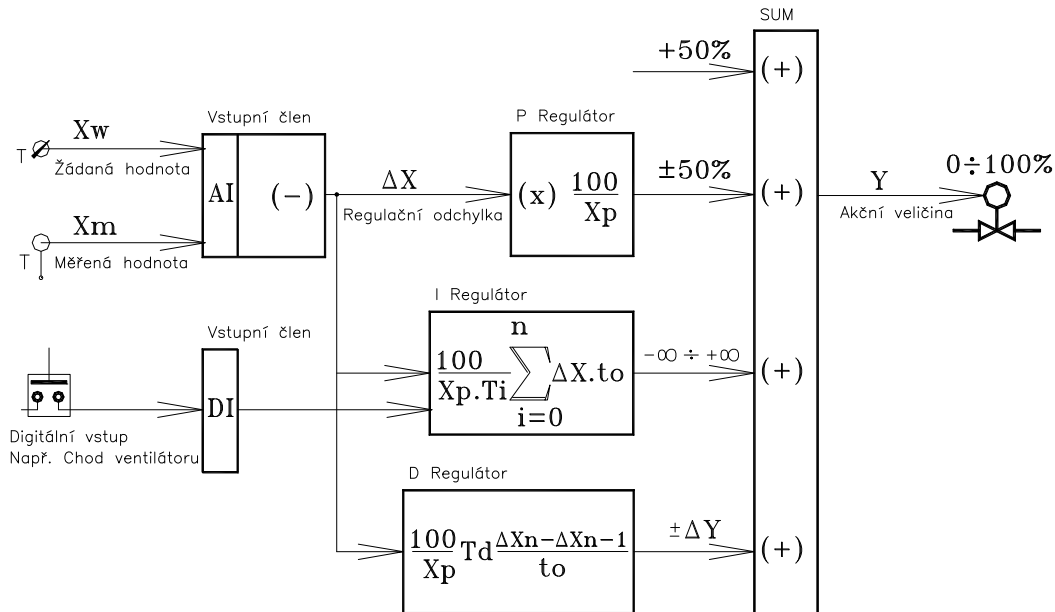 SUM
+50%
(+)
Vstupní člen
P Regulátor
Xw
T
Žádaná hodnota
AI
(-)
ΔX
Regulační odchylka
(x) 100
Xp
±50%
(+)
Y
Akční veličina
0÷100%
Xm
T
Měřená hodnota
I Regulátor
Vstupní člen
n
100
Xp.Ti
∑ ΔX.to
i=0
-∞ ÷ +∞
(+)
DI
Digitální vstup
Např. Chod ventilátoru
D Regulátor
100
Xp
Td
ΔXn-ΔXn-1
to
±ΔY
(+)